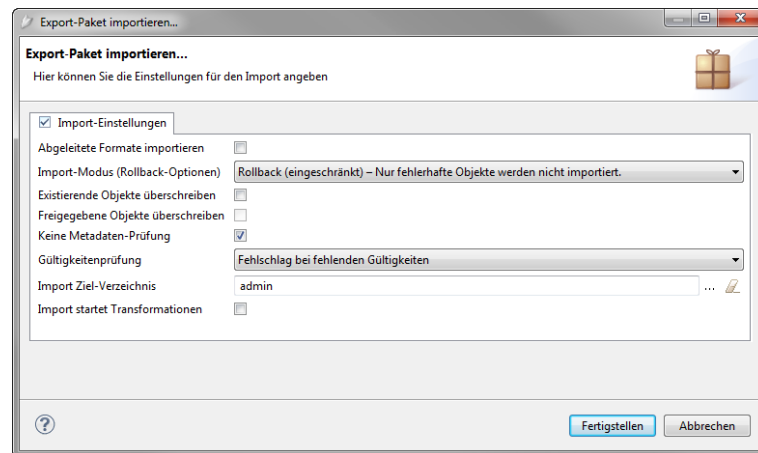 Export-Paket importieren...
Export-Paket importieren...
Hier können Sie die Einstellungen für den Import angeben
Import-Einstellungen
Abgeleitete Formate importieren
Import-Modus (Rollback-Optionen) Rollback (eingeschränkt) – Nur fehlerhafte Objekte werden nicht importiert.
Existierende Objekte überschreiben
Freigegebene Objekte überschreiben
Keine Metadaten-Prüfung
Gültigkeitenprüfung Fehlschlag bei fehlenden Gültigkeiten
Import Ziel-Verzeichnis admin ...
Import startet Transformationen
? Fertigstellen Abbrechen